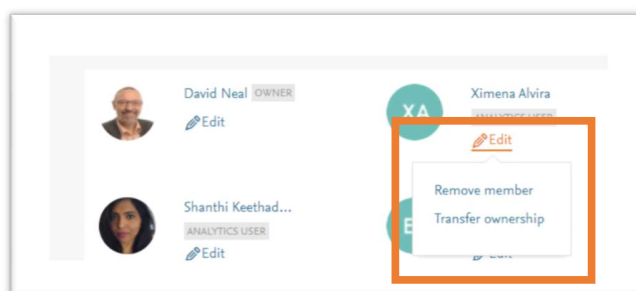 David Neal OWNER
Edit
XA
Ximena Alvira
ANALYTICS USER
Edit
Remove member
Transfer ownership
Shanthi Keethad...
ANALYTICS USER
Edit
E
Edit